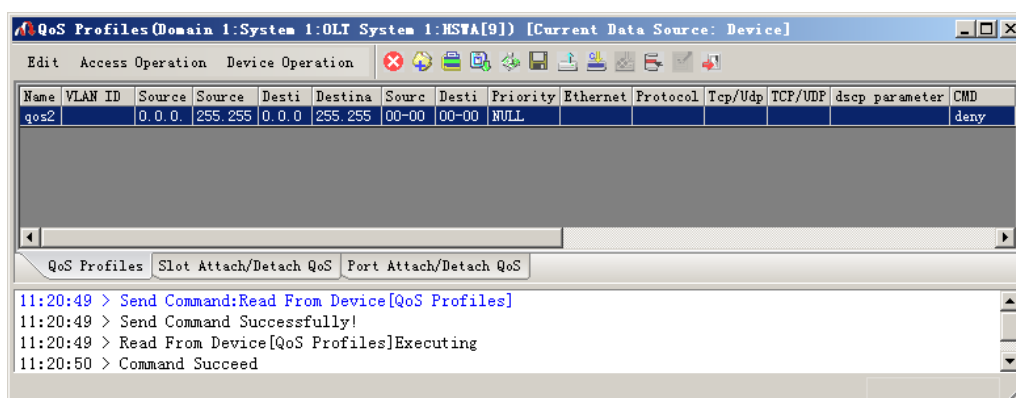 QoS Profiles(Domain 1:System 1:OLT System 1:HSWA[9]) [Current Data Source: Device]
Edit Access Operation Device Operation
Name VLAN ID Source Source Desti Destina Sourc Desti Priority Ethernet Protocol Tcp/Udp TCP/UDP dscp parameter CMD
qos2 0.0.0. 255.255 0.0.0 255.255 00-00 00-00 NULL deny
QoS Profiles Slot Attach/Detach QoS Port Attach/Detach QoS
11:20:49 > Send Command:Read From Device[QoS Profiles]
11:20:49 > Send Command Successfully!
11:20:49 > Read From Device[QoS Profiles]Executing
11:20:50 > Command Succeed